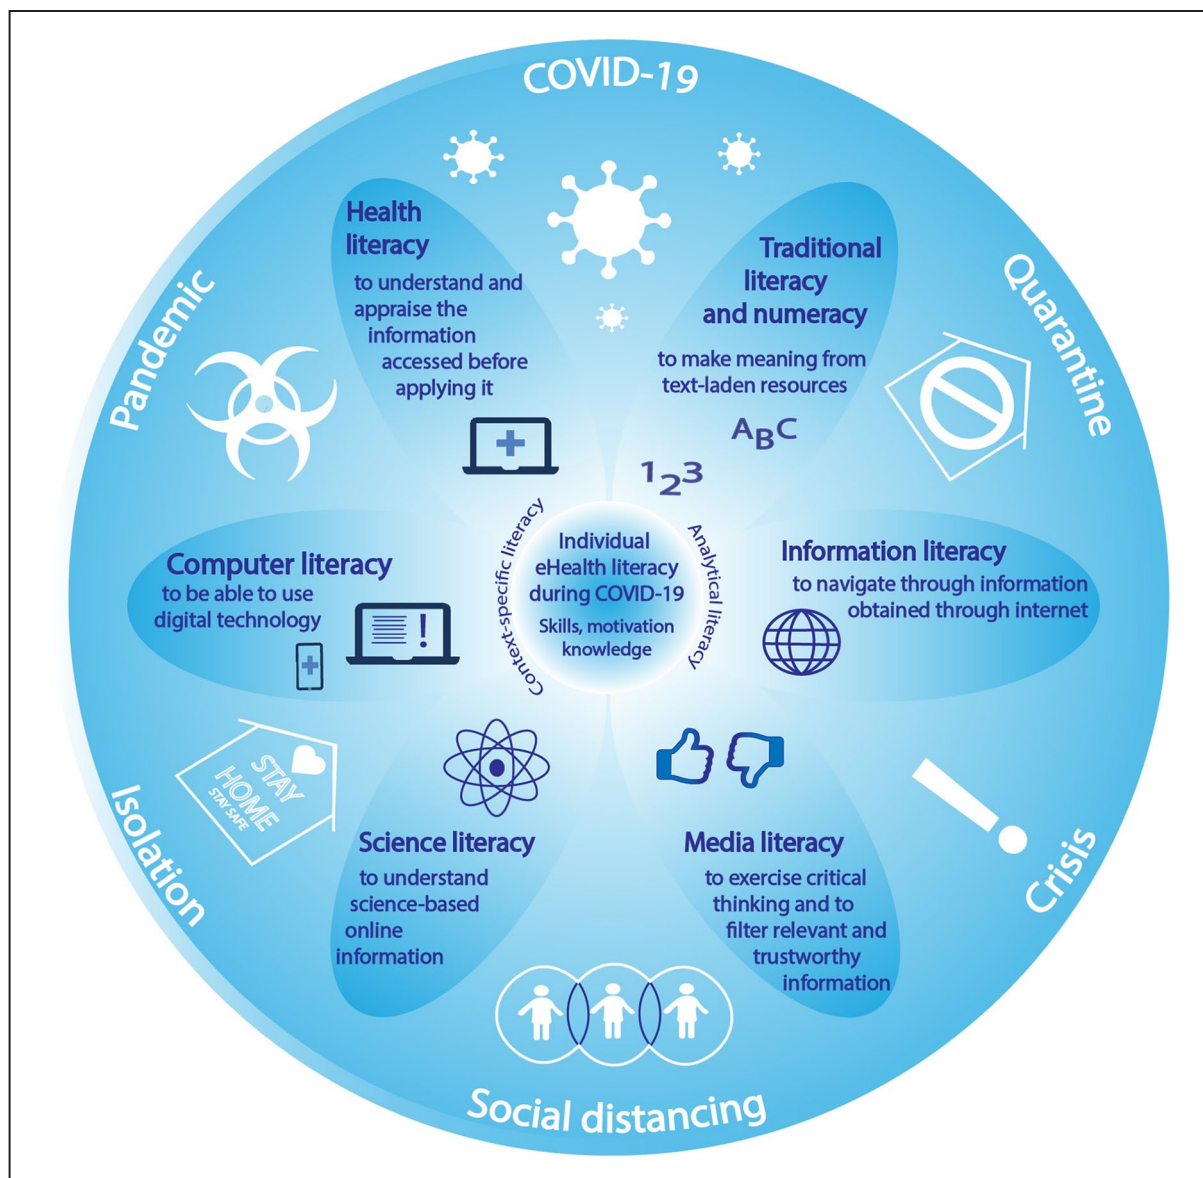 COVID-19
Pandemic
Quarantine
Health
literacy
to understand and
appraise the
information
accessed before
applying it
Traditional
literacy
and numeracy
to make meaning from
text-laden resources
ABC
123
Computer literacy
to be able to use
digital technology
!
Context-specific literacy
Individual
eHealth literacy
during COVID-19
Skills, motivation
knowledge
Analytical literacy
Information literacy
to navigate through information
obtained through internet
Isolation
STAY
HOME
STAY SAFE
Science literacy
to understand
science-based
online
information
Media literacy
to exercise critical
thinking and to
filter relevant and
trustworthy
information
!
Crisis
Social distancing